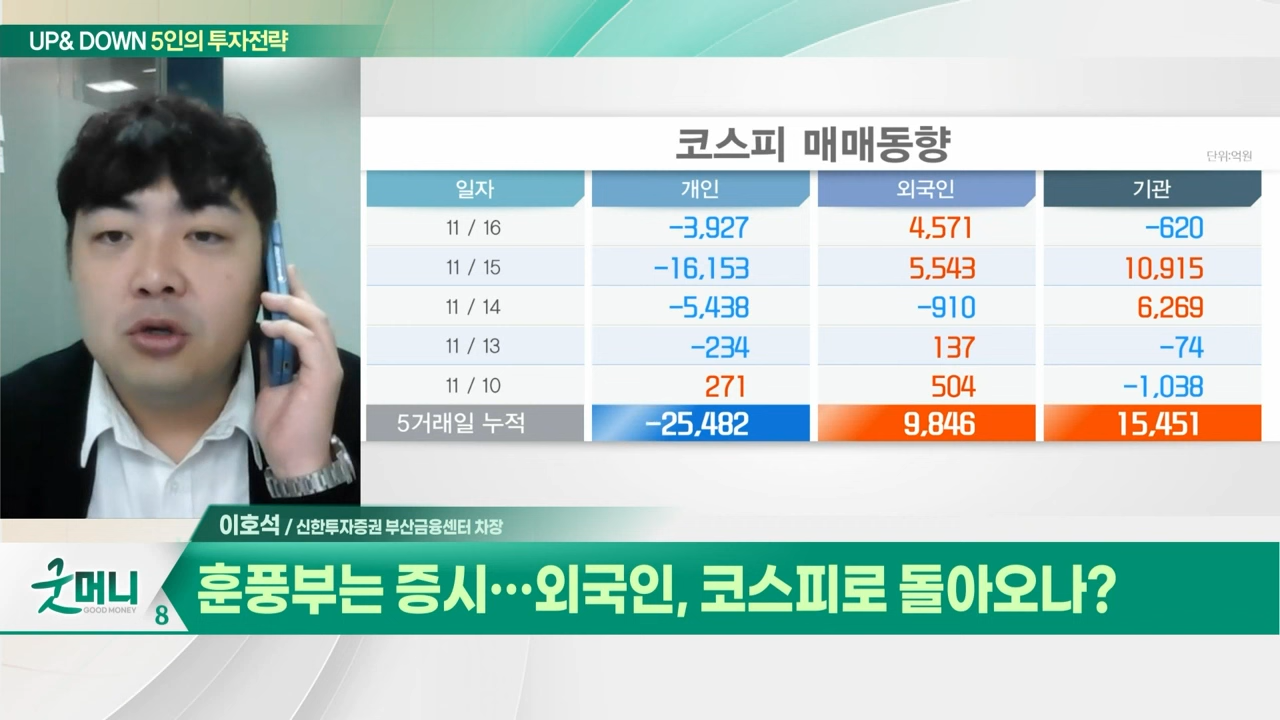 UP& DOWN 5인의 투자전략
코스피 매매동향
단위:억원
일자 개인 외국인 기관
11 / 16 -3,927 4,571 -620
11 / 15 -16,153 5,543 10,915
11 / 14 -5,438 -910 6,269
11 / 13 -234 137 -74
11 / 10 271 504 -1,038
5거래일 누적 -25,482 9,846 15,451
이호석 / 신한투자증권 부산금융센터 차장
굿머니
GOOD MONEY
8
훈풍부는 증시…외국인, 코스피로 돌아오나?